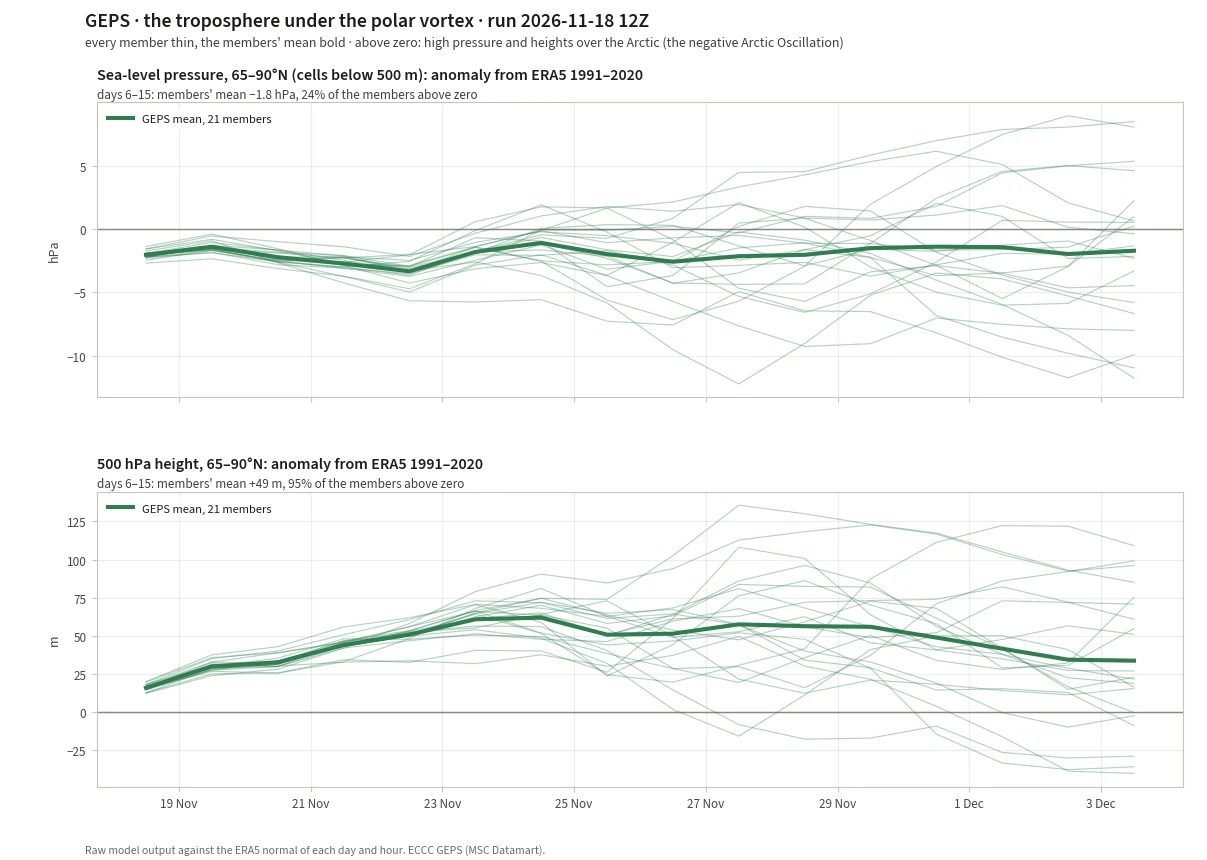 GEPS · the troposphere under the polar vortex · run 2026-11-18 12Z
every member thin, the members' mean bold · above zero: high pressure and heights over the Arctic (the negative Arctic Oscillation)
Sea-level pressure, 65–90°N (cells below 500 m): anomaly from ERA5 1991–2020
days 6–15: members' mean −1.8 hPa, 24% of the members above zero
GEPS mean, 21 members
5
0
−5
−10
hPa
500 hPa height, 65–90°N: anomaly from ERA5 1991–2020
days 6–15: members' mean +49 m, 95% of the members above zero
GEPS mean, 21 members
125
100
75
50
25
0
−25
m
19 Nov 21 Nov 23 Nov 25 Nov 27 Nov 29 Nov 1 Dec 3 Dec
Raw model output against the ERA5 normal of each day and hour. ECCC GEPS (MSC Datamart).